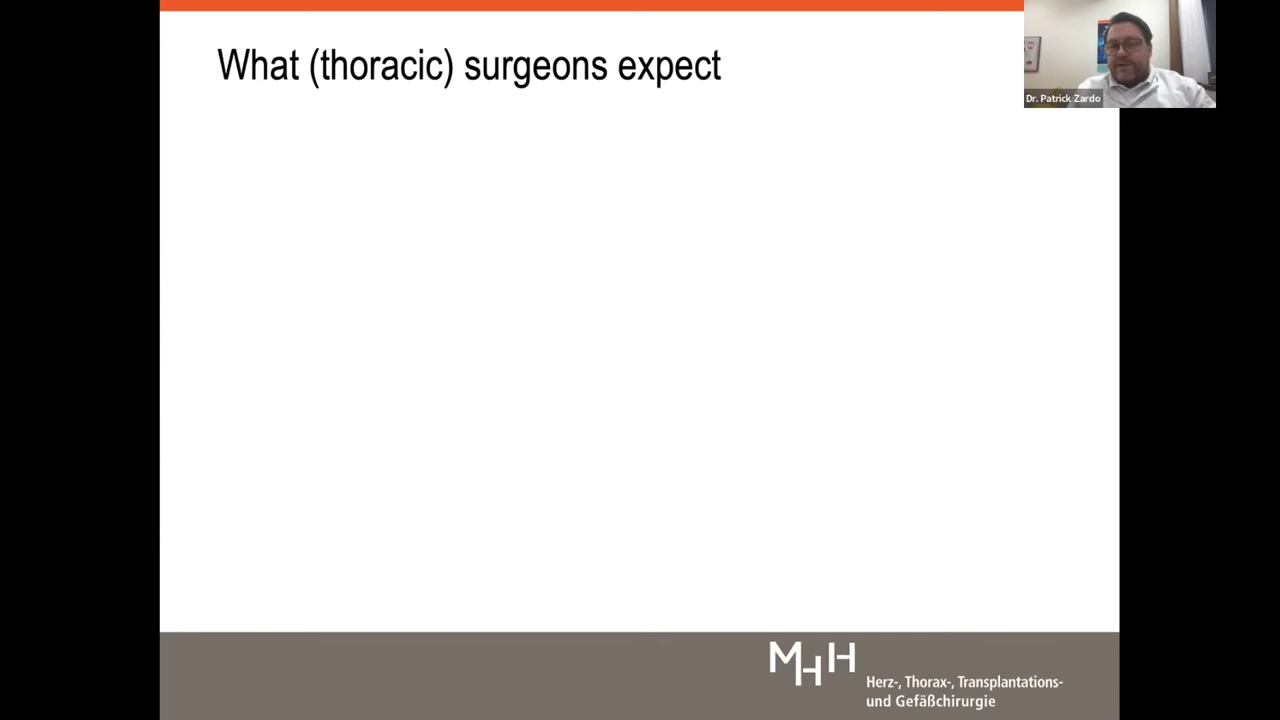 What (thoracic) surgeons expect
Dr. Patrick Zardo
MHH
Herz-, Thorax-, Transplantations-
und Gefäßchirurgie